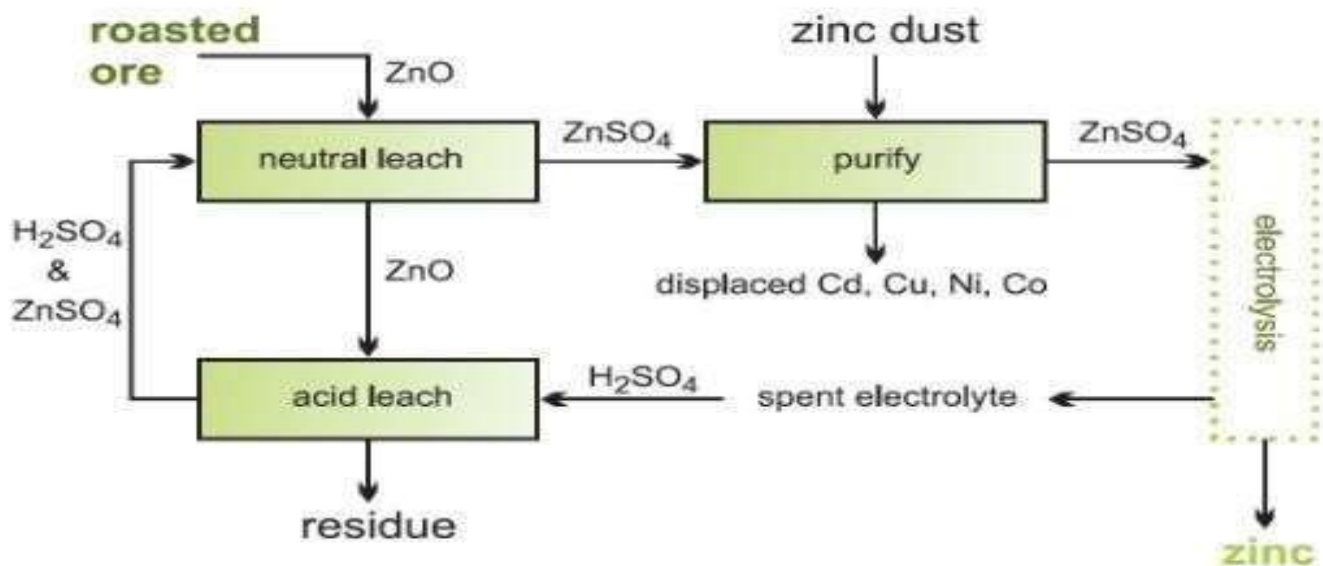 roasted
ore
ZnO
zinc dust
neutral leach
ZnSO₄
purify
ZnSO₄
H₂SO₄
&
ZnSO₄
ZnO
displaced Cd, Cu, Ni, Co
electrolysis
acid leach
H₂SO₄
spent electrolyte
residue
zinc